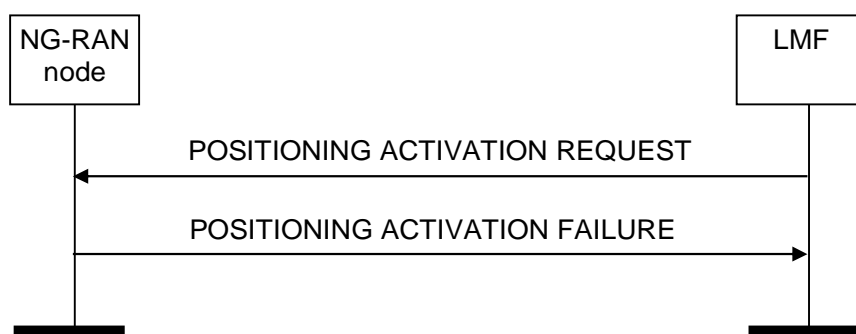 NG-RAN
node
LMF
POSITIONING ACTIVATION REQUEST
POSITIONING ACTIVATION FAILURE